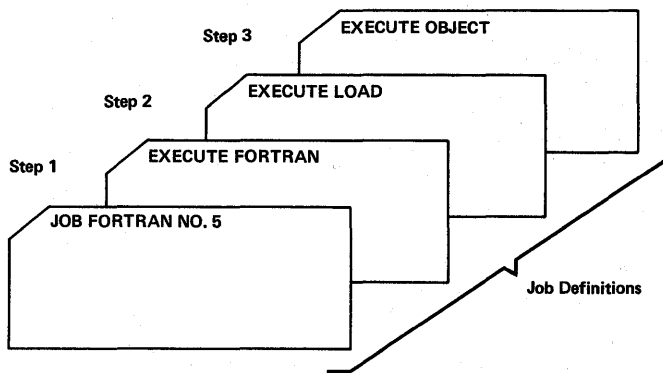 Step 3
EXECUTE OBJECT
Step 2
EXECUTE LOAD
Step 1
EXECUTE FORTRAN
JOB FORTRAN NO. 5
Job Definitions